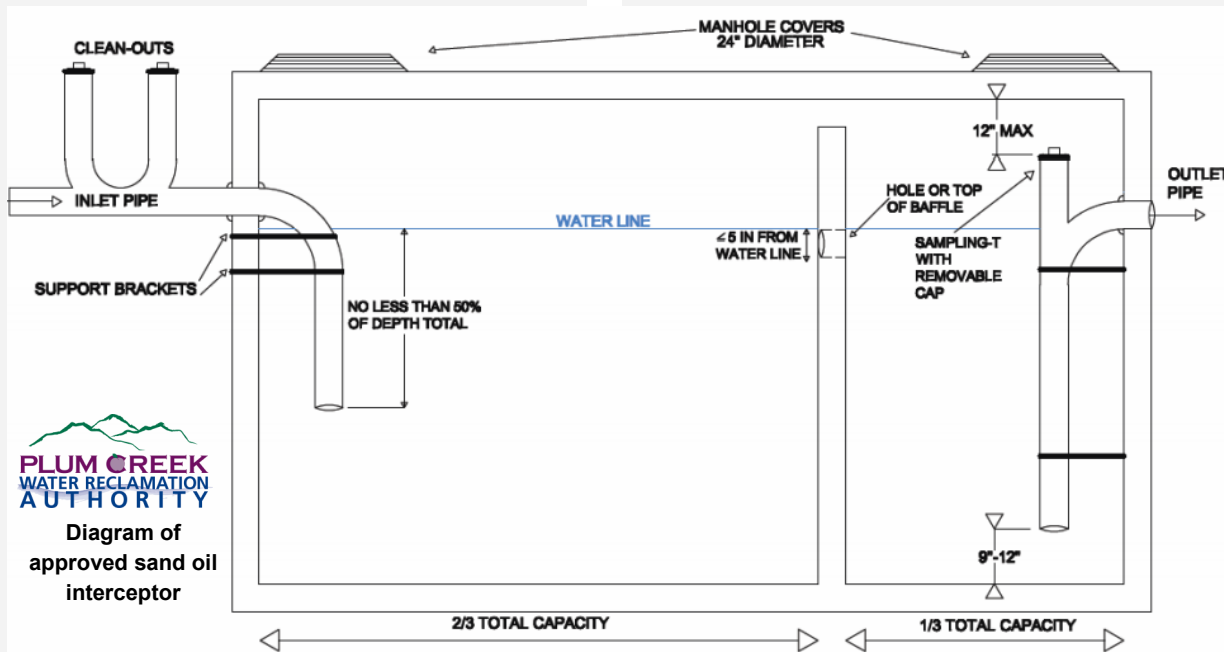 MANHOLE COVERS
24" DIAMETER
CLEAN-OUTS
12" MAX
INLET PIPE
OUTLET
PIPE
HOLE OR TOP
OF BAFFLE
WATER LINE
≤5 IN FROM
WATER LINE
SAMPLING-T
WITH
REMOVABLE
CAP
SUPPORT BRACKETS
NO LESS THAN 50%
OF DEPTH TOTAL
PLUM CREEK
WATER RECLAMATION
AUTHORITY
Diagram of
approved sand oil
interceptor
9"-12"
2/3 TOTAL CAPACITY
1/3 TOTAL CAPACITY